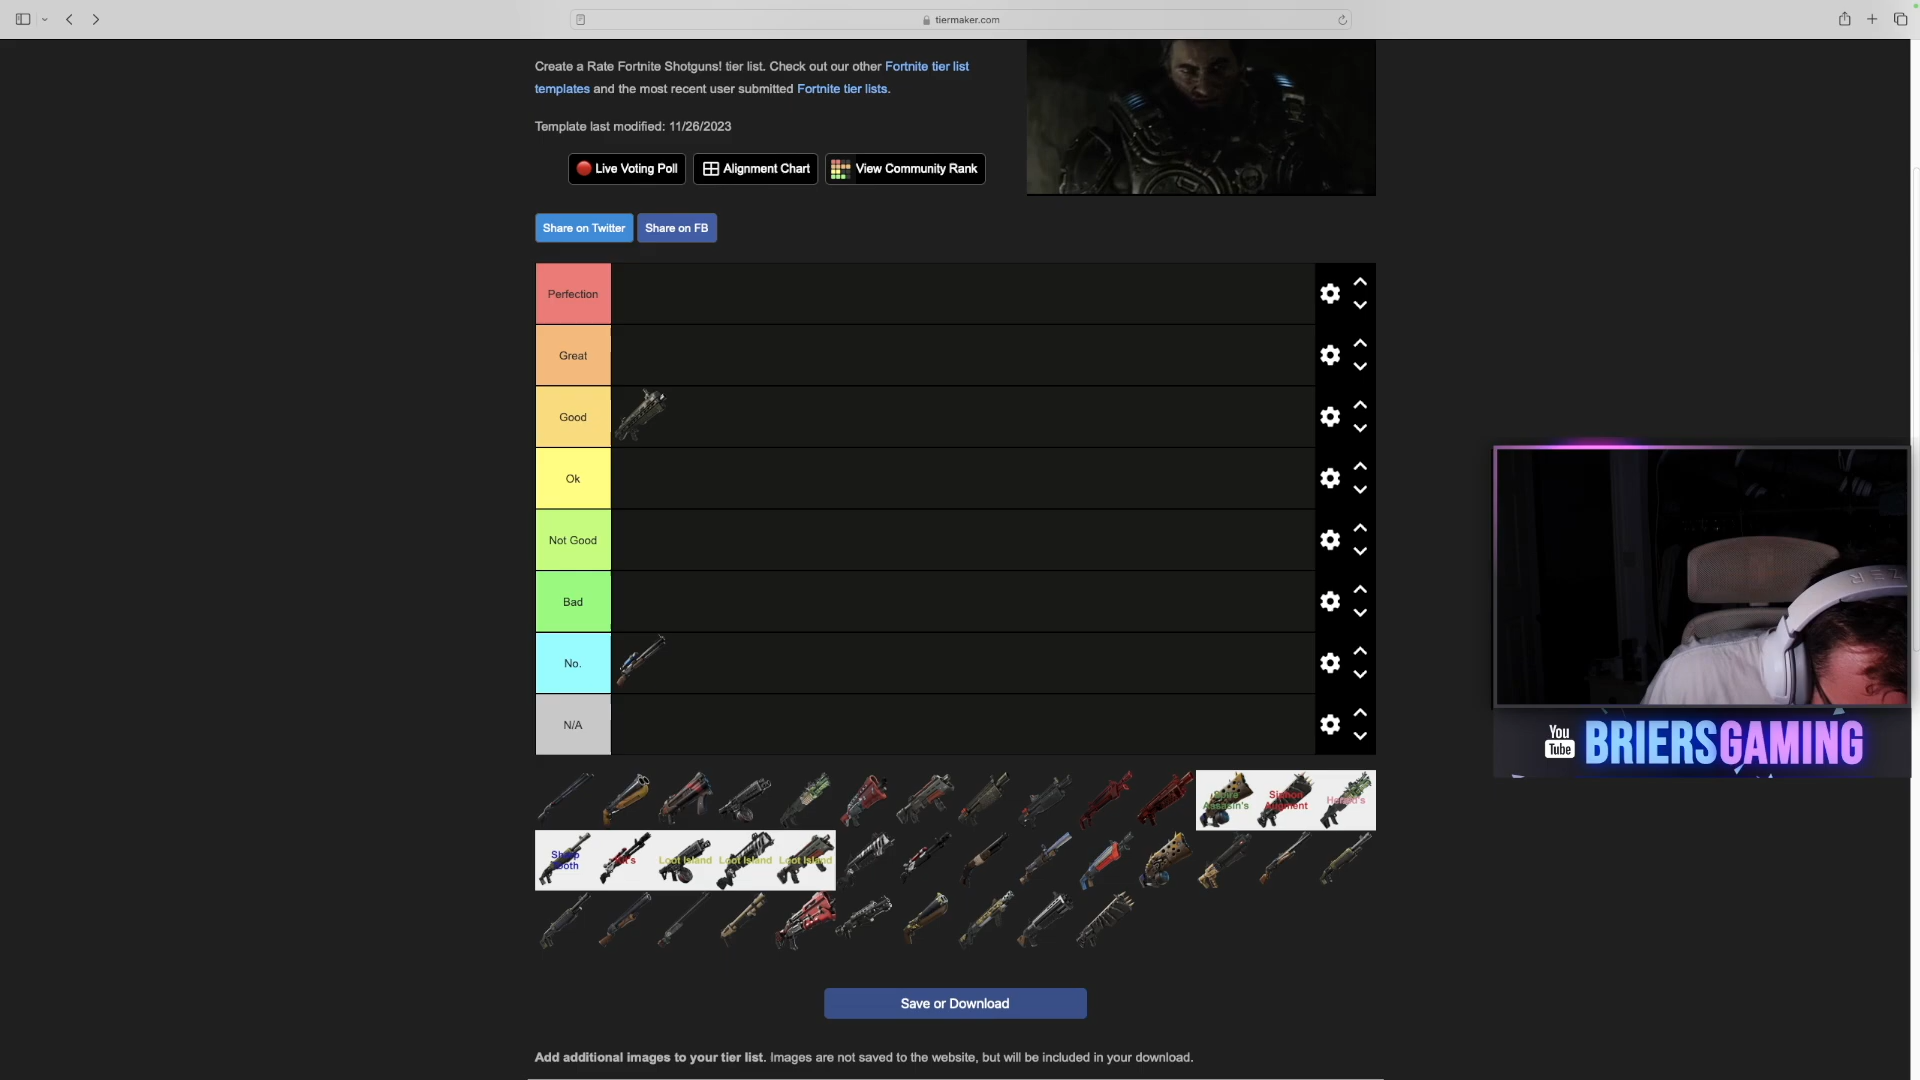 tiermaker.com
Create a Rate Fortnite Shotguns! tier list. Check out our other Fortnite tier list
templates and the most recent user submitted Fortnite tier lists.
Template last modified: 11/26/2023
Live Voting Poll
Alignment Chart
View Community Rank
Share on Twitter
Share on FB
Perfection
Great
Good
Ok
Not Good
Bad
No.
N/A
Assassin's
Siphon
Augment
Loot Island
Loot Island
Loot Island
You
Tube
BRIERSGAMING
Save or Download
Add additional images to your tier list. Images are not saved to the website, but will be included in your download.